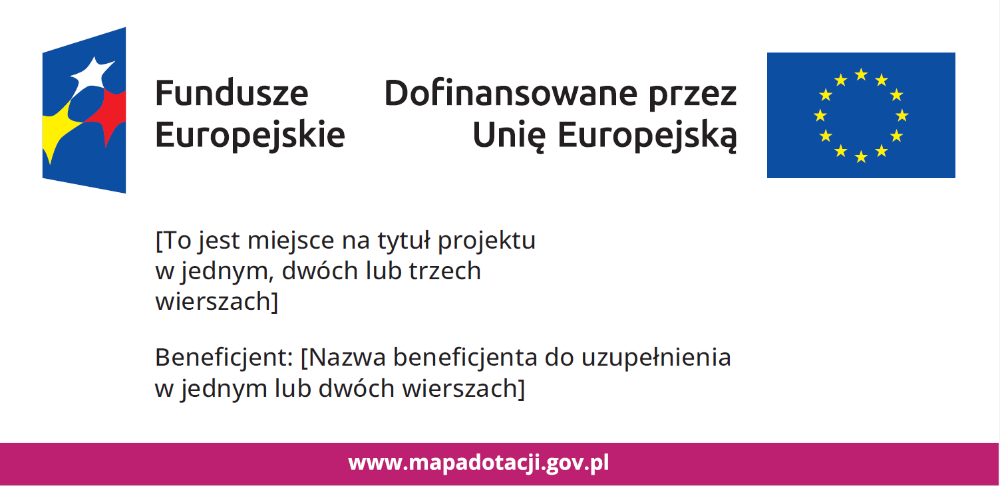 Fundusze
Europejskie
Dofinansowane przez
Unię Europejską
[To jest miejsce na tytuł projektu
w jednym, dwóch lub trzech
wierszach]
Beneficjent: [Nazwa beneficjenta do uzupełnienia
w jednym lub dwóch wierszach]
www.mapadotacji.gov.pl